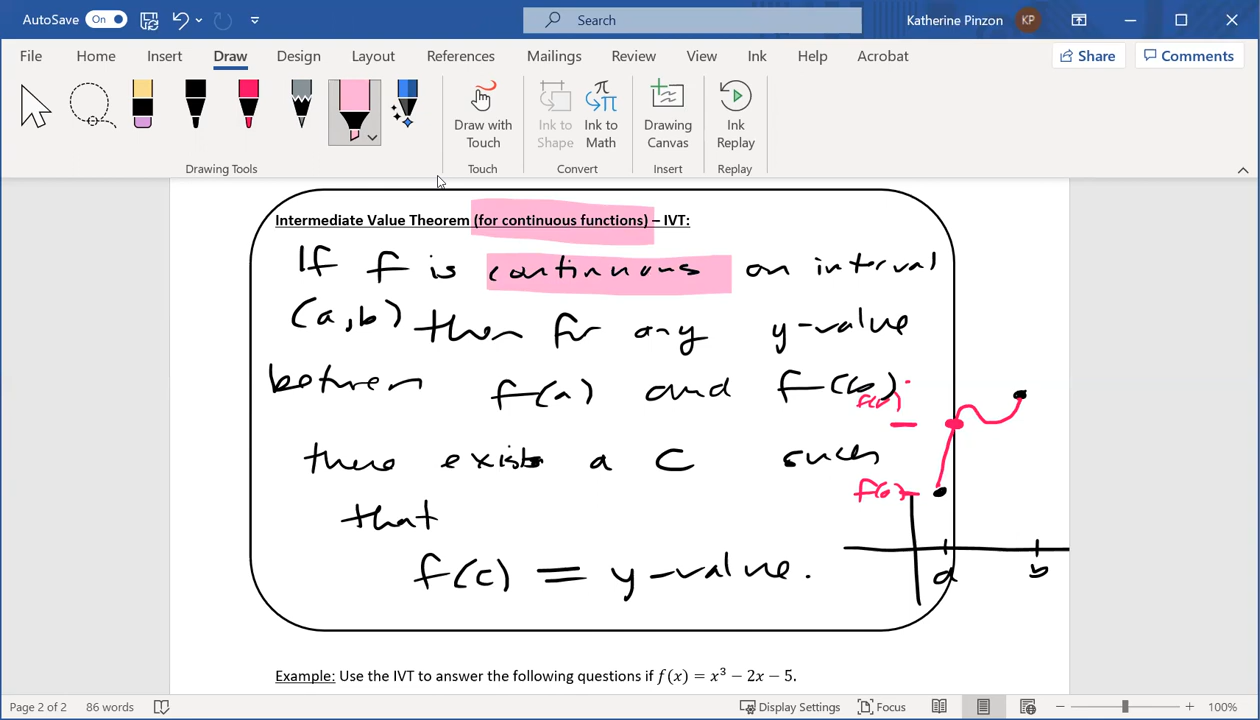 AutoSave On Search Katherine Pinzon KP
File Home Insert Draw Design Layout References Mailings Review View Ink Help Acrobat Share Comments
Draw with Touch
Ink to Shape
Ink to Math
Drawing Canvas
Ink Replay
Drawing Tools Touch Convert Insert Replay
Intermediate Value Theorem (for continuous functions) – IVT:
If f is continuous on interval
(a,b) then for any y-value
between f(a) and f(b)
there exists a c such
that
f(c) = y-value.
f(b)
f(a)
a b
Example: Use the IVT to answer the following questions if f(x) = x³ − 2x − 5.
Page 2 of 2 86 words Display Settings Focus 100%